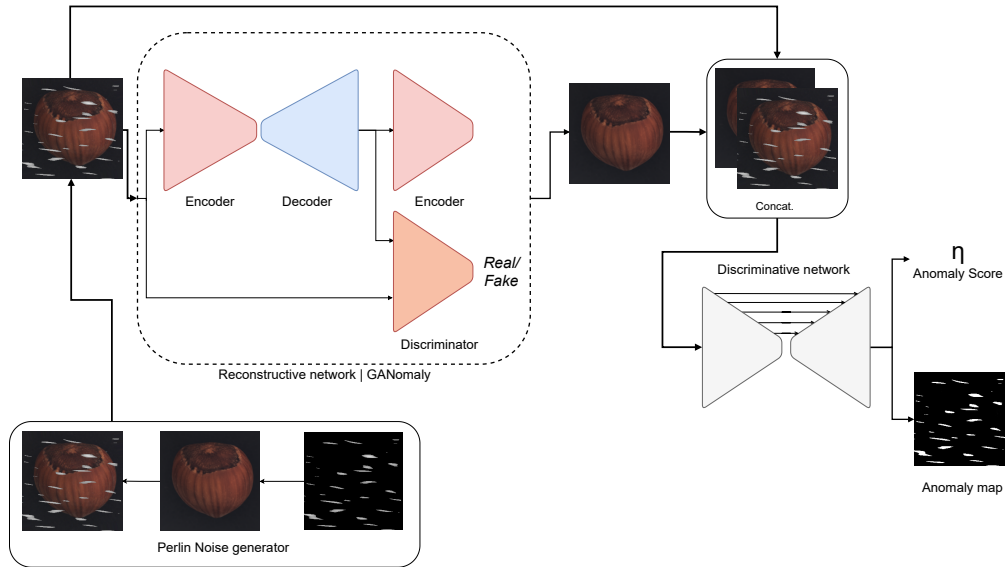 Encoder
Decoder
Encoder
Real/
Fake
Discriminator
Reconstructive network | GANomaly
Concat.
Discriminative network
η
Anomaly Score
Anomaly map
Perlin Noise generator